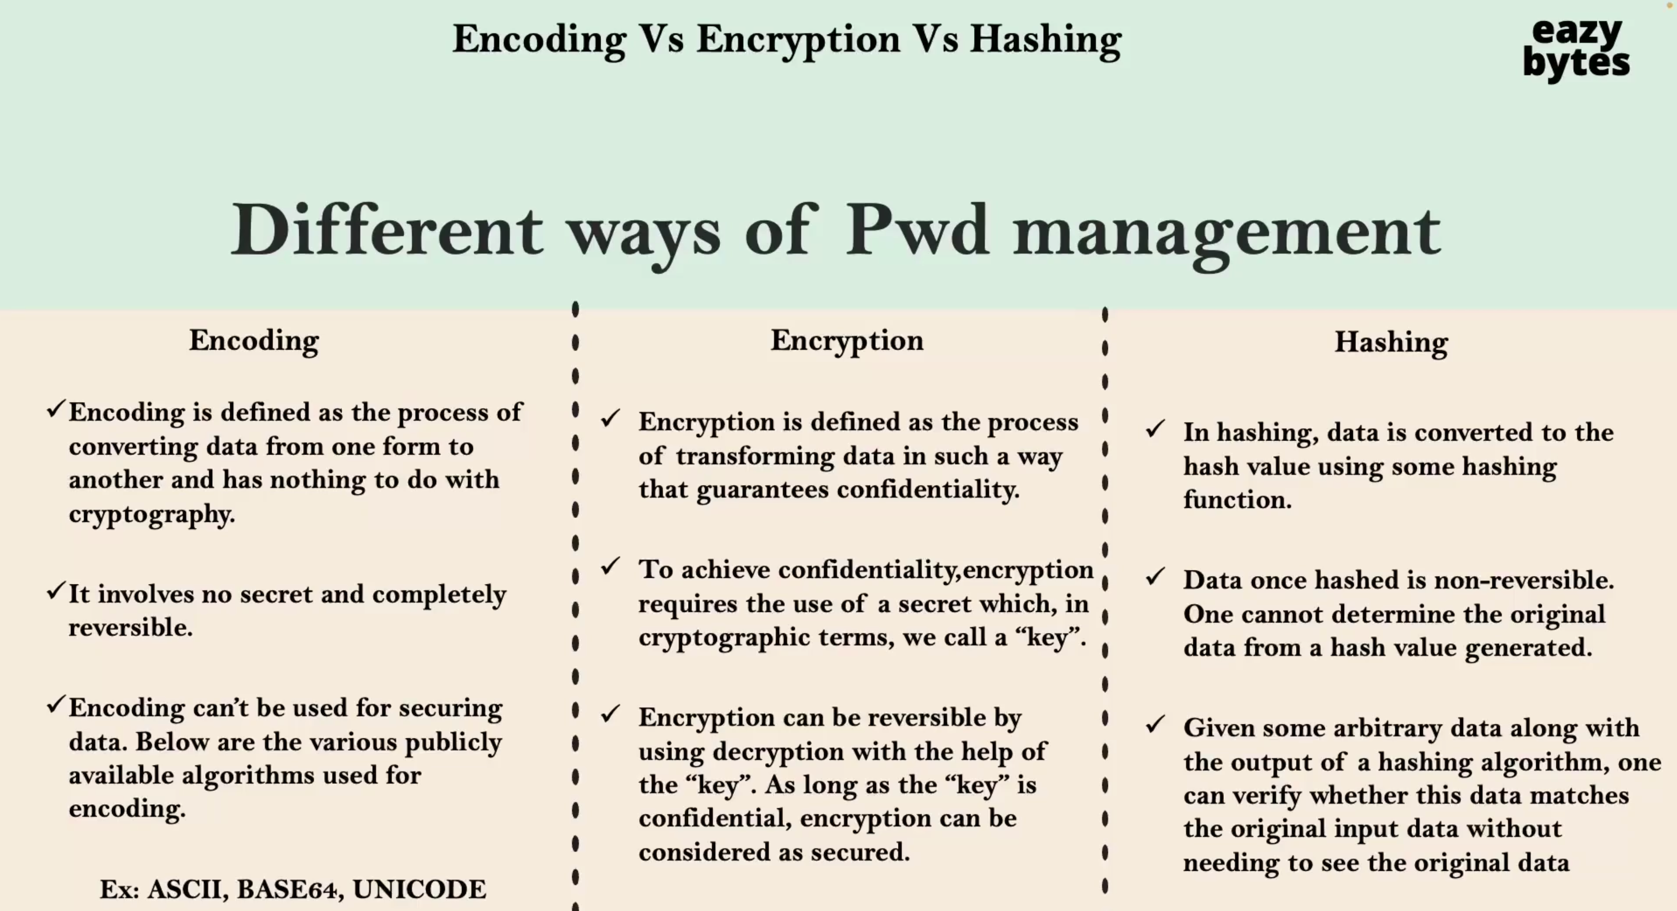 Encoding Vs Encryption Vs Hashing
eazy
bytes
Different ways of Pwd management
Encoding
✓Encoding is defined as the process of
converting data from one form to
another and has nothing to do with
cryptography.
✓It involves no secret and completely
reversible.
✓Encoding can’t be used for securing
data. Below are the various publicly
available algorithms used for
encoding.
Ex: ASCII, BASE64, UNICODE
Encryption
✓ Encryption is defined as the process
of transforming data in such a way
that guarantees confidentiality.
✓ To achieve confidentiality,encryption
requires the use of a secret which, in
cryptographic terms, we call a “key”.
✓ Encryption can be reversible by
using decryption with the help of
the “key”. As long as the “key” is
confidential, encryption can be
considered as secured.
Hashing
✓ In hashing, data is converted to the
hash value using some hashing
function.
✓ Data once hashed is non-reversible.
One cannot determine the original
data from a hash value generated.
✓ Given some arbitrary data along with
the output of a hashing algorithm, one
can verify whether this data matches
the original input data without
needing to see the original data